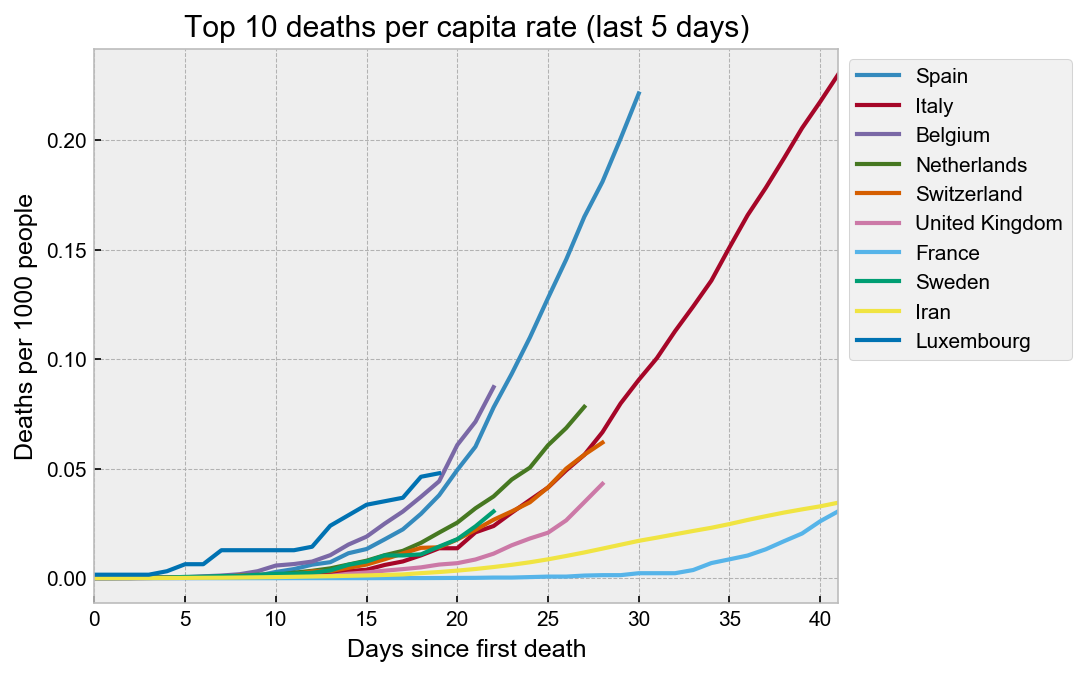 Top 10 deaths per capita rate (last 5 days)
Deaths per 1000 people
0.20
0.15
0.10
0.05
0.00
0 5 10 15 20 25 30 35 40
Days since first death
Spain
Italy
Belgium
Netherlands
Switzerland
United Kingdom
France
Sweden
Iran
Luxembourg